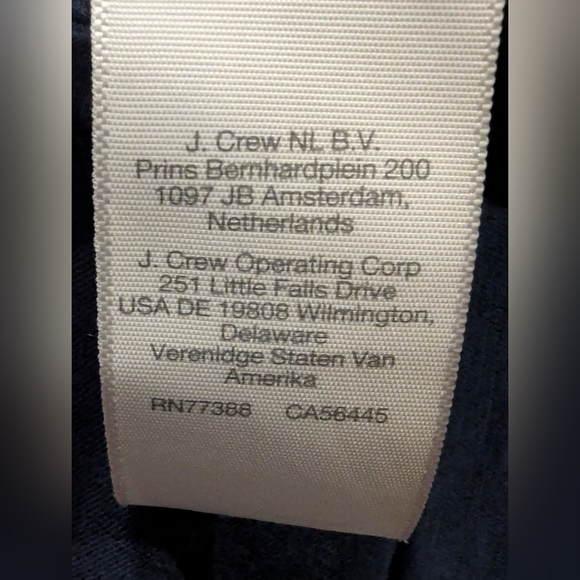 J. Crew NL B.V.
Prins Bernhardplein 200
1097 JB Amsterdam,
Netherlands
J. Crew Operating Corp
251 Little Falls Drive
USA DE 19808 Wilmington,
Delaware
Verenidge Staten Van
Amerika
RN77388 CA56445